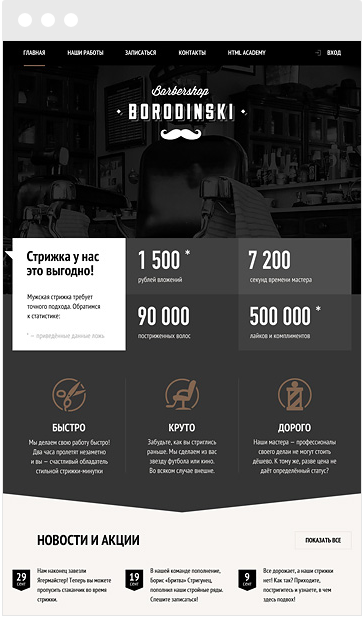 ГЛАВНАЯ НАШИ РАБОТЫ ЗАПИСАТЬСЯ КОНТАКТЫ HTML ACADEMY ВХОД
Barbershop
BORODINSKI
Стрижка у нас
это выгодно!
Мужская стрижка требует
точного подхода. Обратимся
к статистике:
* — приведённые данные ложь
1 500 *
рублей вложений
7 200
секунд времени мастера
90 000
постриженных волос
500 000 *
лайков и комплиментов
БЫСТРО
Мы делаем свою работу быстро!
Два часа пролетят незаметно
и вы — счастливый обладатель
стильной стрижки-минутки
КРУТО
Забудьте, как вы стриглись
раньше. Мы сделаем из вас
звезду футбола или кино.
Во всяком случае внешне.
ДОРОГО
Наши мастера — профессионалы
своего дела и не могут стоить
дёшево. К тому же, разве цена не
даёт определённый статус?
НОВОСТИ И АКЦИИ
ПОКАЗАТЬ ВСЕ
29
СЕНТ
Нам наконец завезли
Ягермайстер! Теперь вы можете
пропустить стаканчик во время
стрижки.
19
СЕНТ
В нашей команде пополнение,
Борис «Бритва» Стригунец,
пополнил наши стройные ряды.
Спешите записаться!
9
СЕНТ
Все дорожает, а наши стрижки
нет! Как так? Приходите,
постригитесь и узнаете, в чем
здесь подвох!